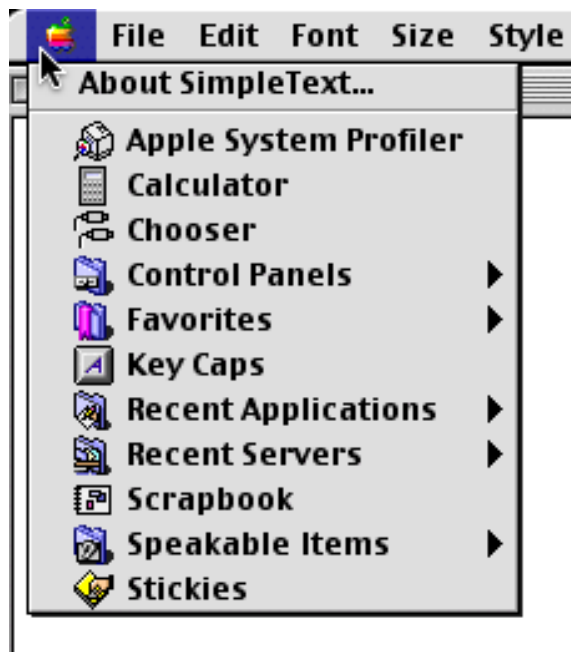 File Edit Font Size Style
About SimpleText...
Apple System Profiler
Calculator
Chooser
Control Panels
Favorites
Key Caps
Recent Applications
Recent Servers
Scrapbook
Speakable Items
Stickies